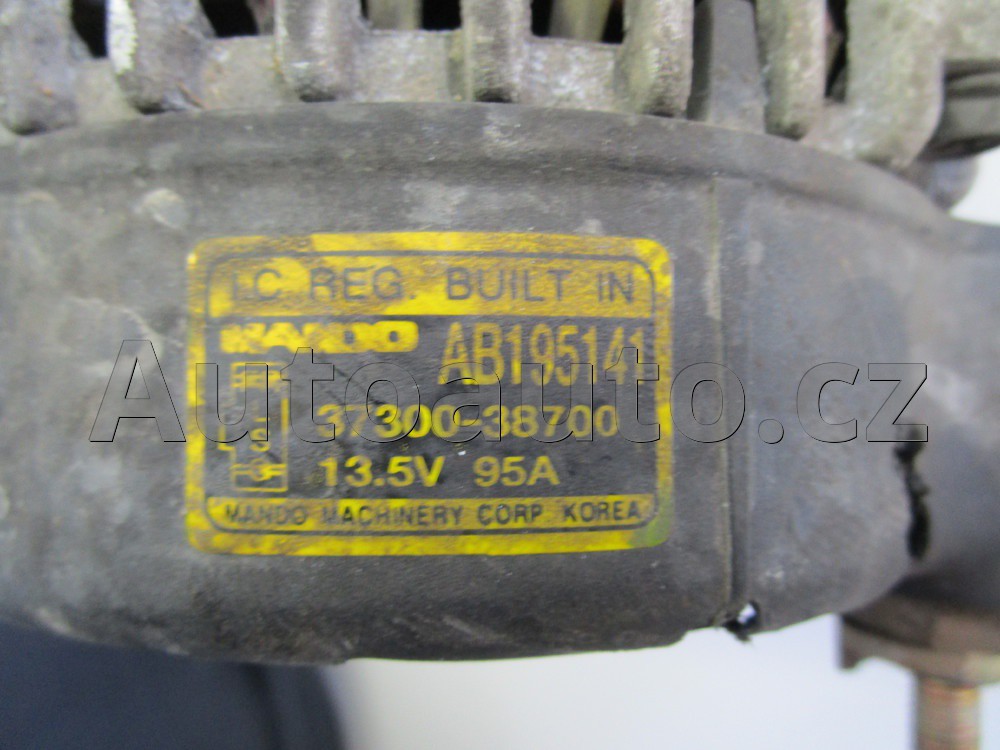 I.C. REG. BUILT IN
MANDO
AB195141
37300-38700
13.5V 95A
MANDO MACHINERY CORP. KOREA
Autoauto.cz